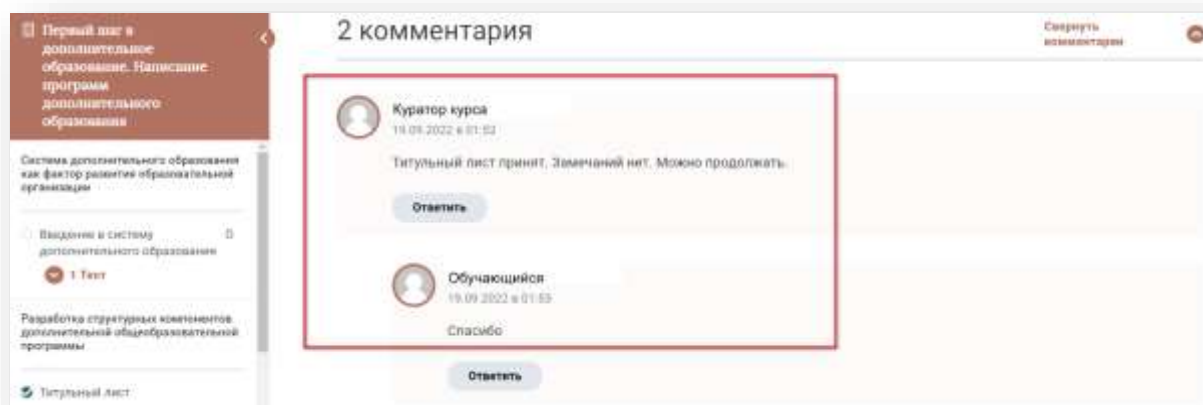 Первый шаг в
дополнительное
образование. Написание
программ
дополнительного
образования
Система дополнительного образования
как фактор развития образовательной
организации
Введение в систему
дополнительного образования
1 Тест
Разработка структурных компонентов
дополнительной общеобразовательной
программы
Титульный лист
2 комментария
Свернуть
комментарии
Куратор курса
19.09.2022 в 01:52
Титульный лист принят. Замечаний нет. Можно продолжать.
Ответить
Обучающийся
19.09.2022 в 01:53
Спасибо
Ответить